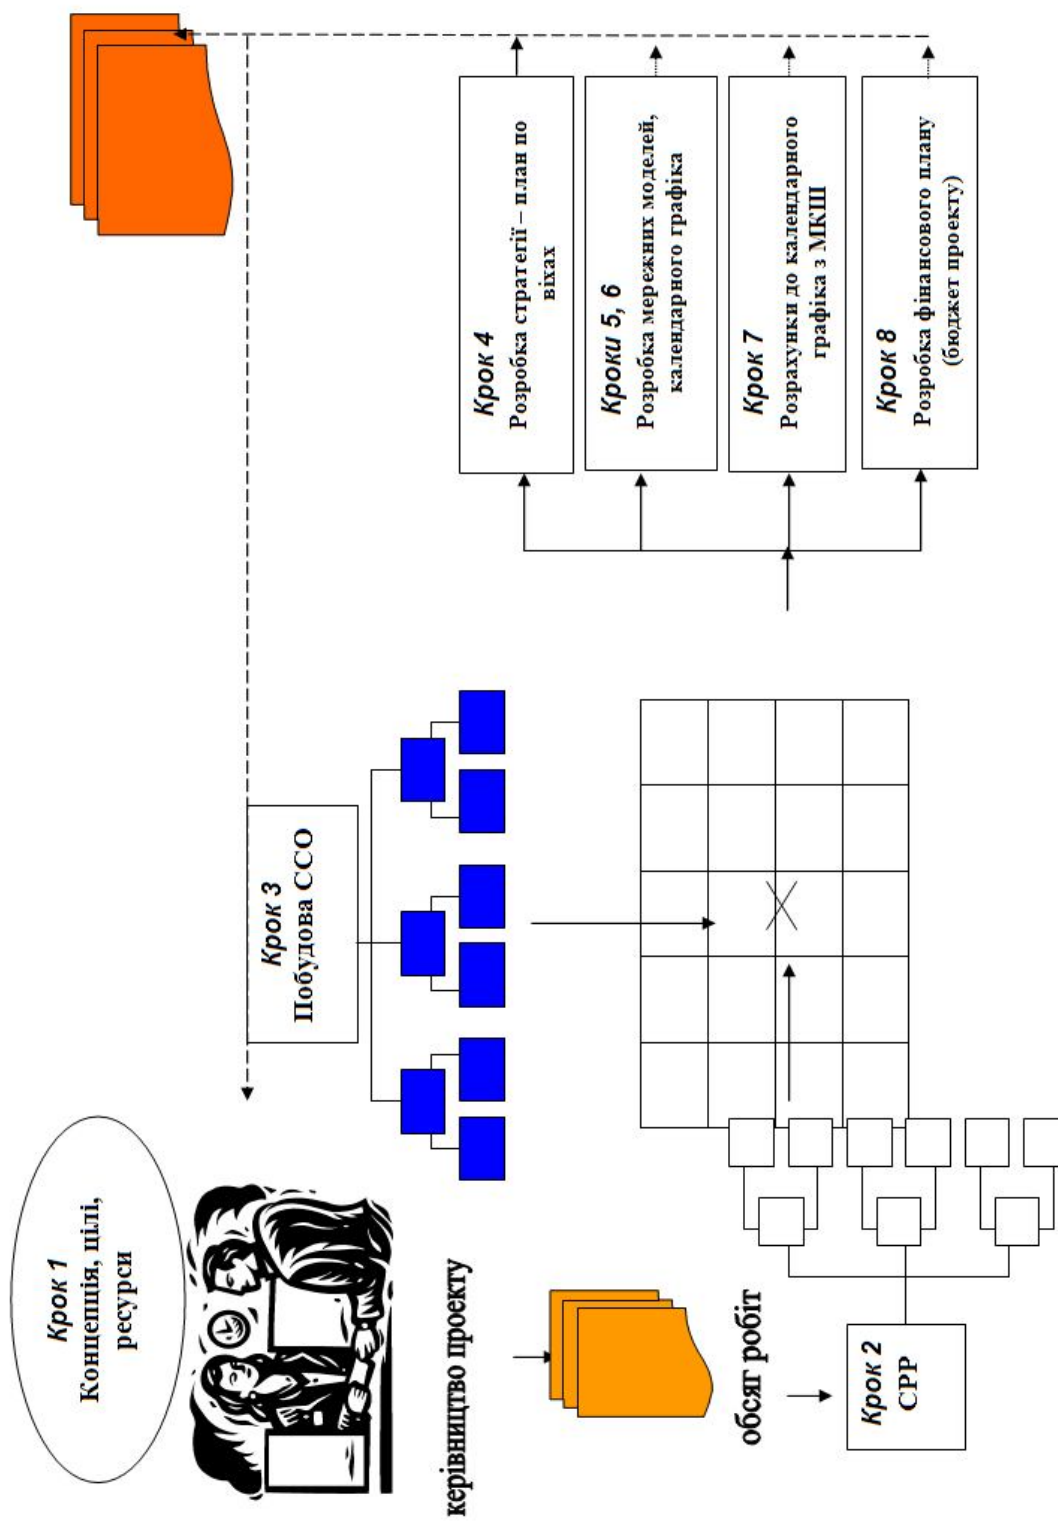 Крок 1
Концепція, цілі,
ресурси
керівництво проекту
обсяг робіт
Крок 2
СРР
Крок 3
Побудова ССО
Крок 4
Розробка стратегії – план по
віхах
Кроки 5, 6
Розробка мережних моделей,
календарного графіка
Крок 7
Розрахунки до календарного
графіка з МКШ
Крок 8
Розробка фінансового плану
(бюджет проекту)